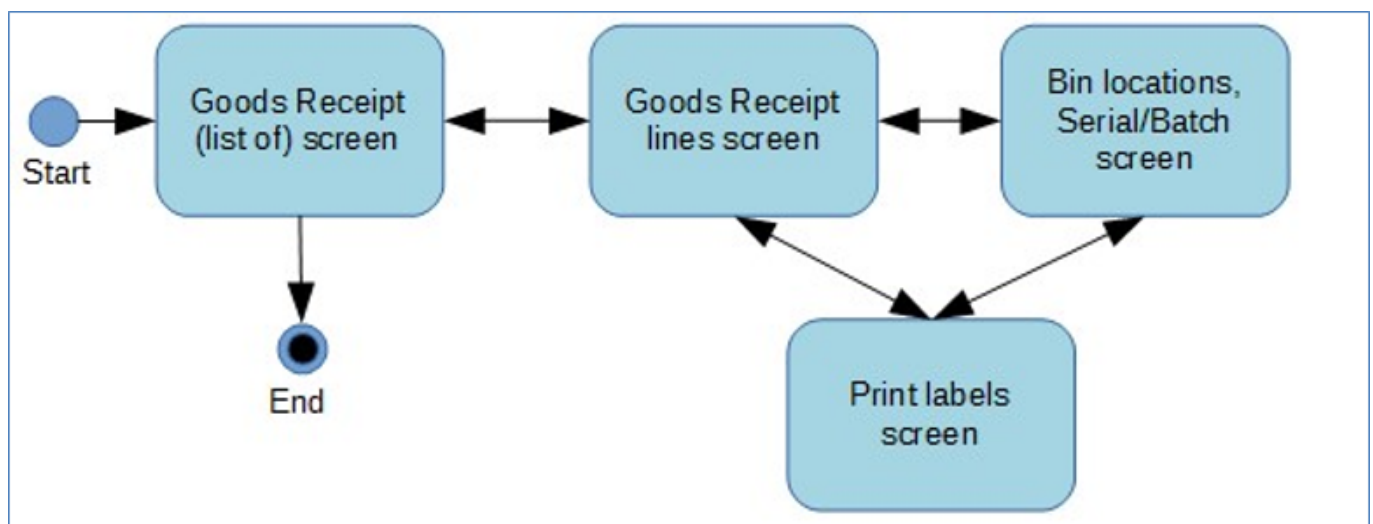 Start
Goods Receipt
(list of) screen
Goods Receipt
lines screen
Bin locations,
Serial/Batch
screen
End
Print labels
screen